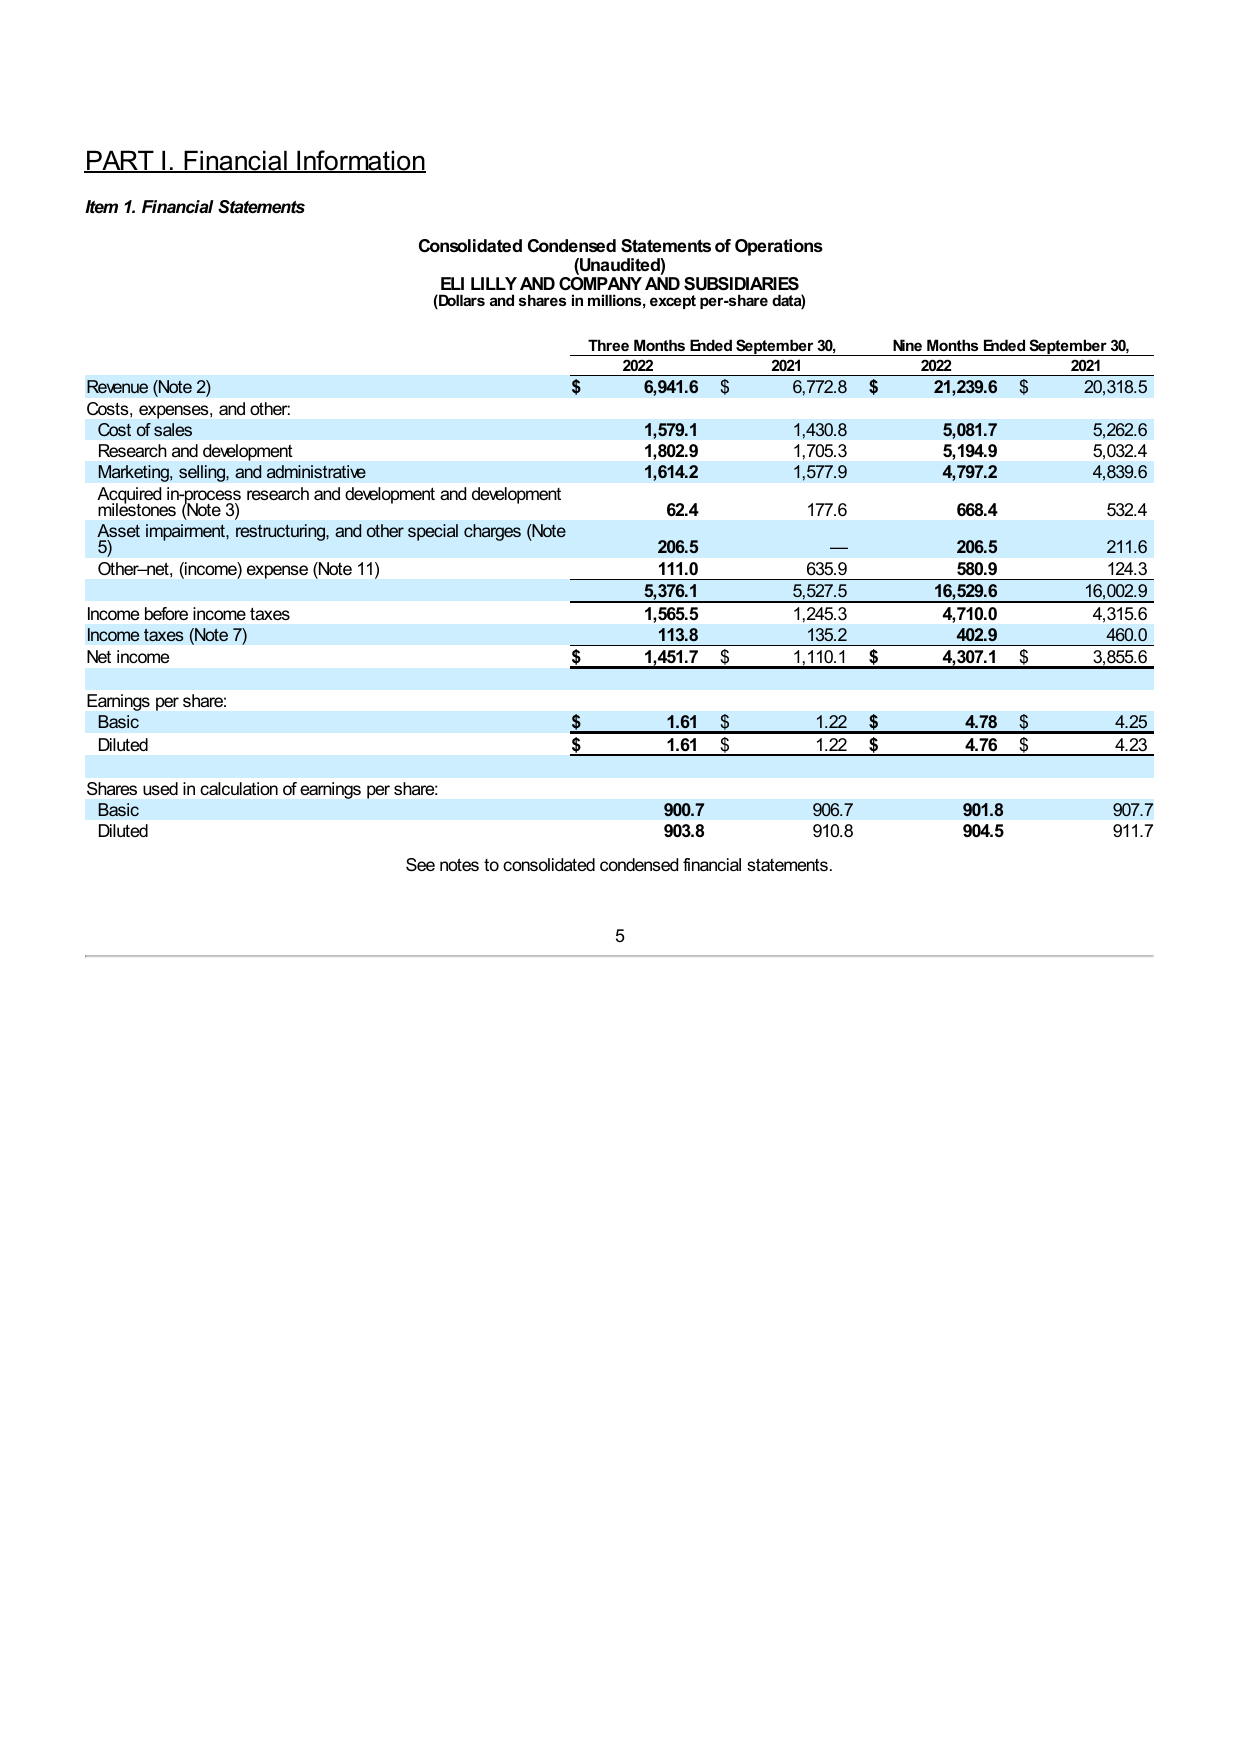 PART I. Financial Information
Item 1. Financial Statements
Consolidated Condensed Statements of Operations
(Unaudited)
ELI LILLY AND COMPANY AND SUBSIDIARIES
(Dollars and shares in millions, except per-share data)
Three Months Ended September 30, Nine Months Ended September 30,
2022 2021 2022 2021
Revenue (Note 2) $ 6,941.6 $ 6,772.8 $ 21,239.6 $ 20,318.5
Costs, expenses, and other:
Cost of sales 1,579.1 1,430.8 5,081.7 5,262.6
Research and development 1,802.9 1,705.3 5,194.9 5,032.4
Marketing, selling, and administrative 1,614.2 1,577.9 4,797.2 4,839.6
Acquired in-process research and development and development
milestones (Note 3) 62.4 177.6 668.4 532.4
Asset impairment, restructuring, and other special charges (Note
5) 206.5 — 206.5 211.6
Other–net, (income) expense (Note 11) 111.0 635.9 580.9 124.3
5,376.1 5,527.5 16,529.6 16,002.9
Income before income taxes 1,565.5 1,245.3 4,710.0 4,315.6
Income taxes (Note 7) 113.8 135.2 402.9 460.0
Net income $ 1,451.7 $ 1,110.1 $ 4,307.1 $ 3,855.6
Earnings per share:
Basic $ 1.61 $ 1.22 $ 4.78 $ 4.25
Diluted $ 1.61 $ 1.22 $ 4.76 $ 4.23
Shares used in calculation of earnings per share:
Basic 900.7 906.7 901.8 907.7
Diluted 903.8 910.8 904.5 911.7
See notes to consolidated condensed financial statements.
5